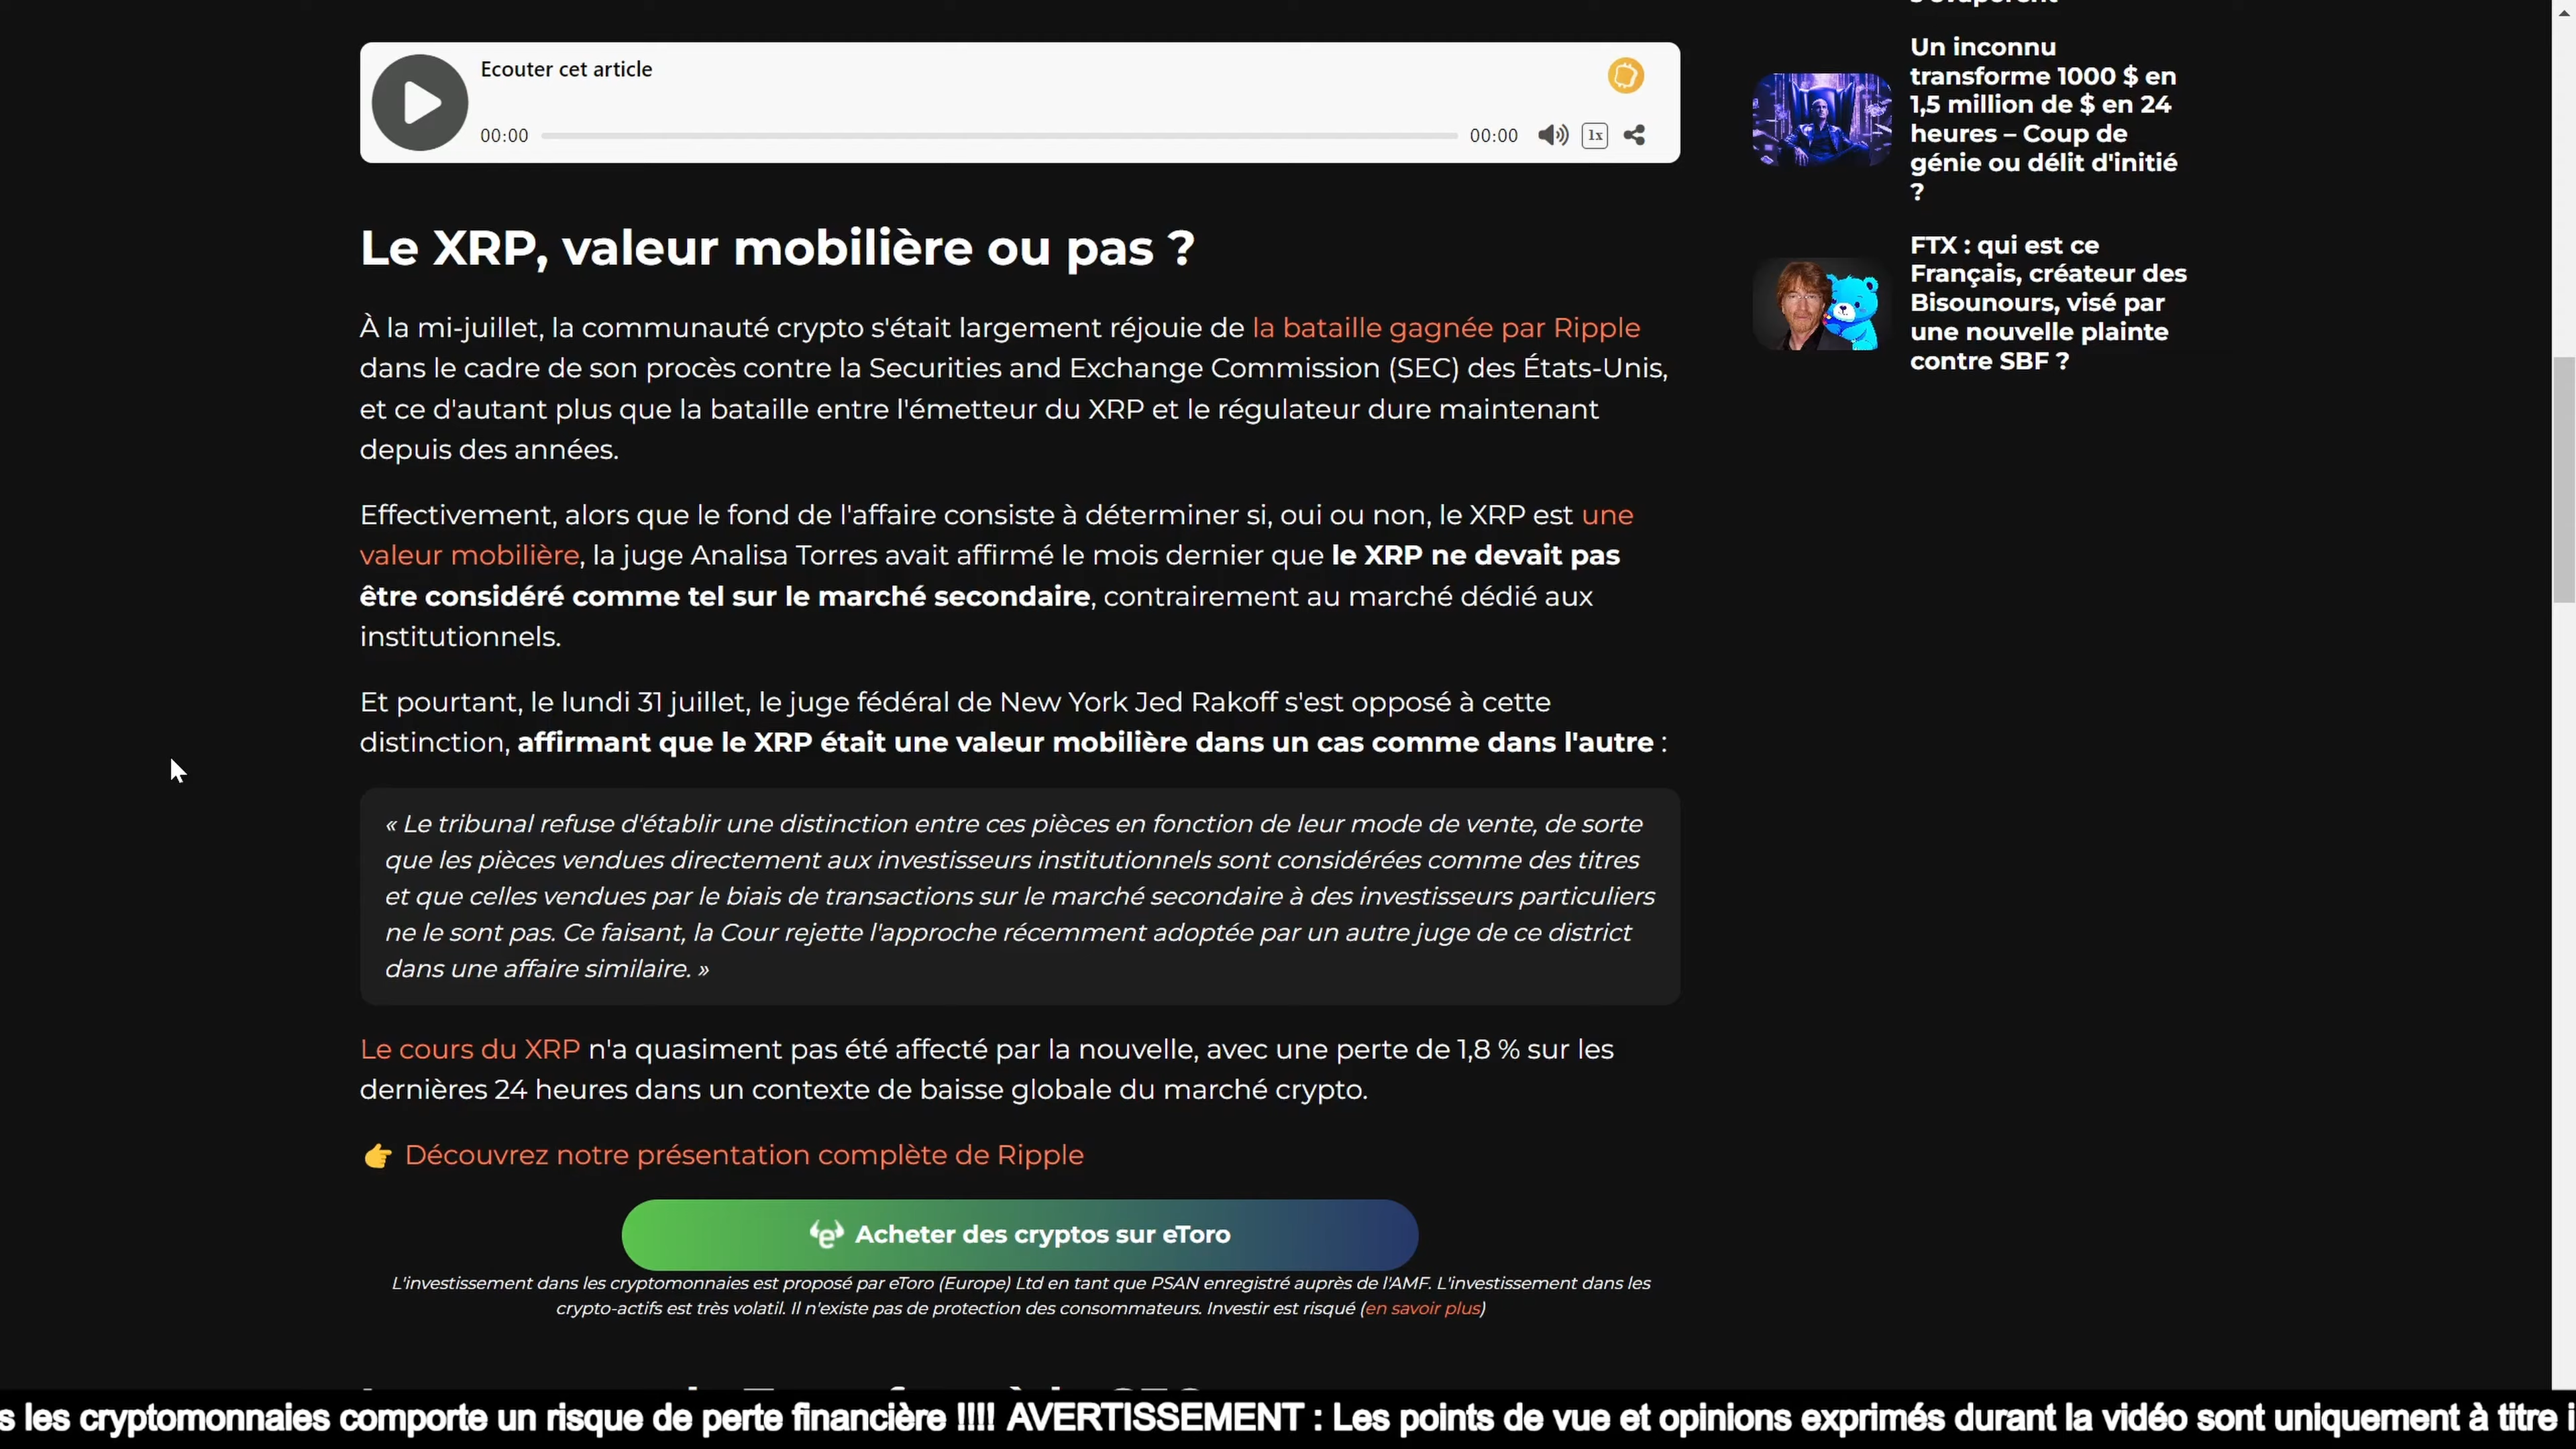 Ecouter cet article
00:00
00:00
1x
Le XRP, valeur mobilière ou pas ?
À la mi-juillet, la communauté crypto s'était largement réjouie de la bataille gagnée par Ripple
dans le cadre de son procès contre la Securities and Exchange Commission (SEC) des États-Unis,
et ce d'autant plus que la bataille entre l'émetteur du XRP et le régulateur dure maintenant
depuis des années.
Effectivement, alors que le fond de l'affaire consiste à déterminer si, oui ou non, le XRP est une
valeur mobilière, la juge Analisa Torres avait affirmé le mois dernier que le XRP ne devait pas
être considéré comme tel sur le marché secondaire, contrairement au marché dédié aux
institutionnels.
Et pourtant, le lundi 31 juillet, le juge fédéral de New York Jed Rakoff s'est opposé à cette
distinction, affirmant que le XRP était une valeur mobilière dans un cas comme dans l'autre :
« Le tribunal refuse d'établir une distinction entre ces pièces en fonction de leur mode de vente, de sorte
que les pièces vendues directement aux investisseurs institutionnels sont considérées comme des titres
et que celles vendues par le biais de transactions sur le marché secondaire à des investisseurs particuliers
ne le sont pas. Ce faisant, la Cour rejette l'approche récemment adoptée par un autre juge de ce district
dans une affaire similaire. »
Le cours du XRP n'a quasiment pas été affecté par la nouvelle, avec une perte de 1,8 % sur les
dernières 24 heures dans un contexte de baisse globale du marché crypto.
👉 Découvrez notre présentation complète de Ripple
Acheter des cryptos sur eToro
L'investissement dans les cryptomonnaies est proposé par eToro (Europe) Ltd en tant que PSAN enregistré auprès de l'AMF. L'investissement dans les
crypto-actifs est très volatil. Il n'existe pas de protection des consommateurs. Investir est risqué (en savoir plus)
s'évaporent
Un inconnu
transforme 1000 $ en
1,5 million de $ en 24
heures – Coup de
génie ou délit d'initié
?
FTX : qui est ce
Français, créateur des
Bisounours, visé par
une nouvelle plainte
contre SBF ?
s les cryptomonnaies comporte un risque de perte financière !!!! AVERTISSEMENT : Les points de vue et opinions exprimés durant la vidéo sont uniquement à titre i